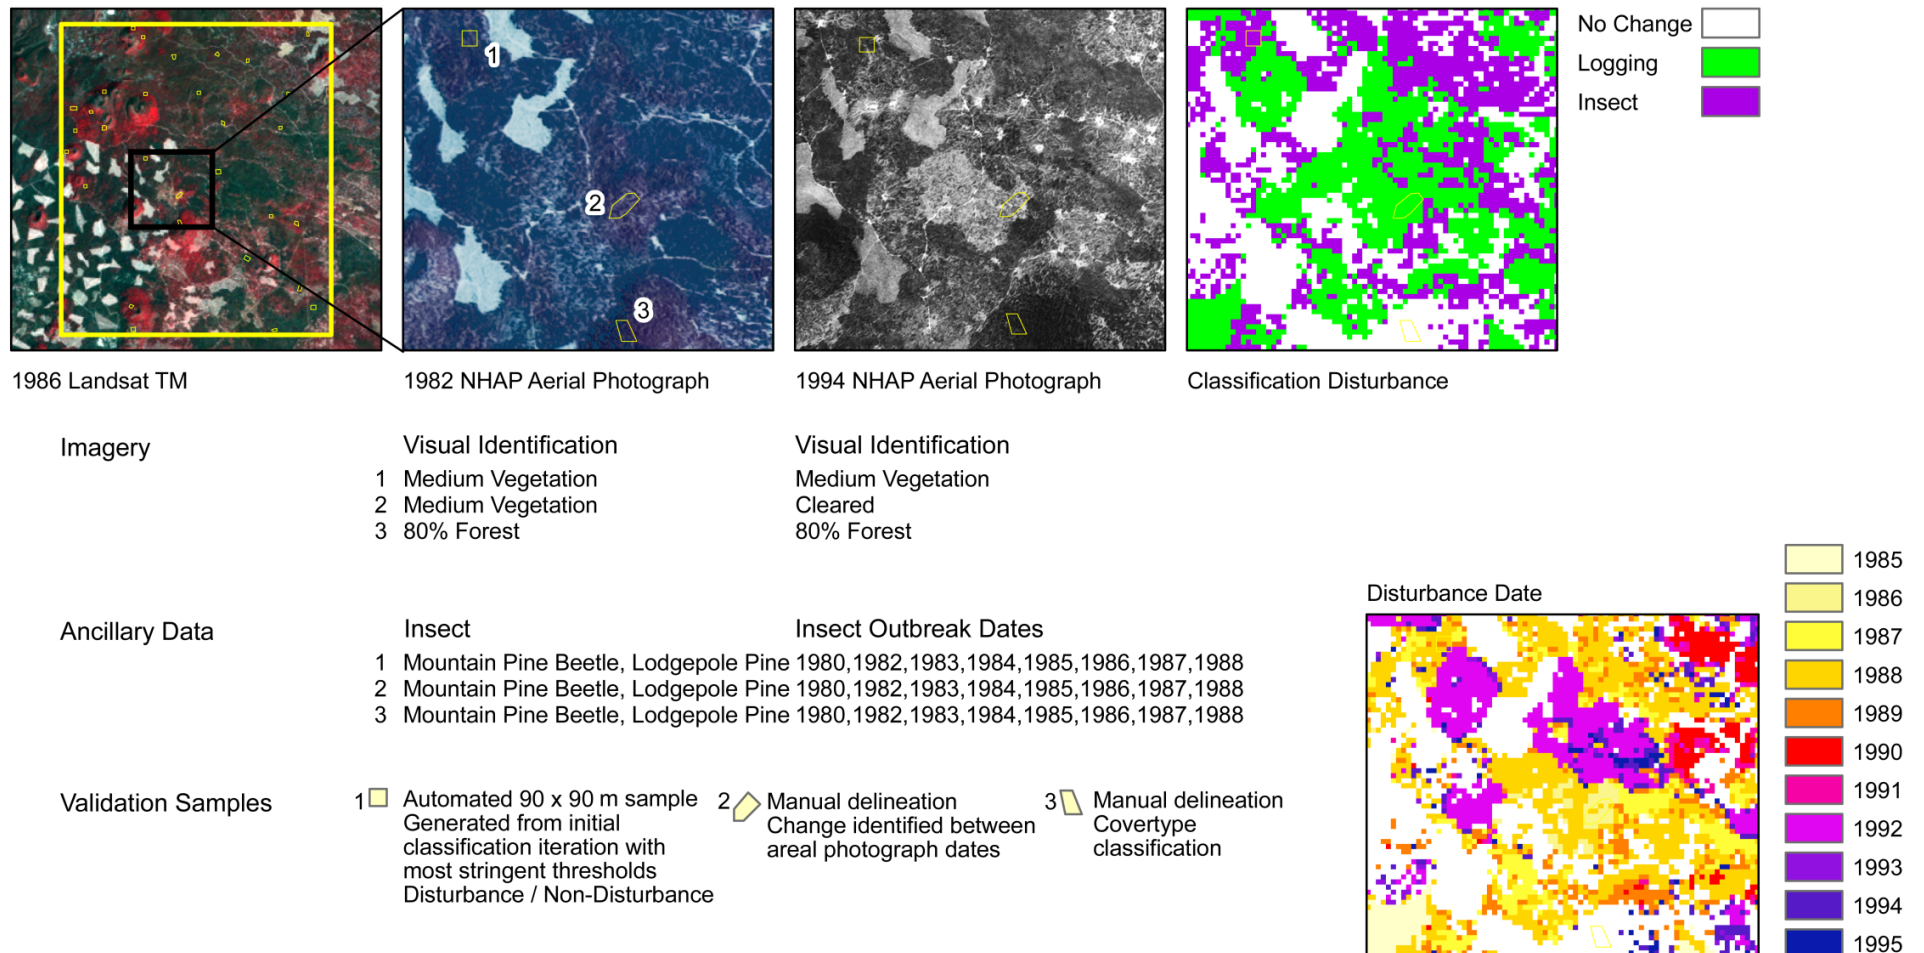 No Change
Logging
Insect
1
2
3
1986 Landsat TM
1982 NHAP Aerial Photograph
1994 NHAP Aerial Photograph
Classification Disturbance
Imagery
Visual Identification
1 Medium Vegetation
2 Medium Vegetation
3 80% Forest
Visual Identification
Medium Vegetation
Cleared
80% Forest
Ancillary Data
Insect
Insect Outbreak Dates
1 Mountain Pine Beetle, Lodgepole Pine 1980,1982,1983,1984,1985,1986,1987,1988
2 Mountain Pine Beetle, Lodgepole Pine 1980,1982,1983,1984,1985,1986,1987,1988
3 Mountain Pine Beetle, Lodgepole Pine 1980,1982,1983,1984,1985,1986,1987,1988
Validation Samples
1 Automated 90 x 90 m sample
Generated from initial
classification iteration with
most stringent thresholds
Disturbance / Non-Disturbance
2 Manual delineation
Change identified between
areal photograph dates
3 Manual delineation
Covertype
classification
Disturbance Date
1985
1986
1987
1988
1989
1990
1991
1992
1993
1994
1995